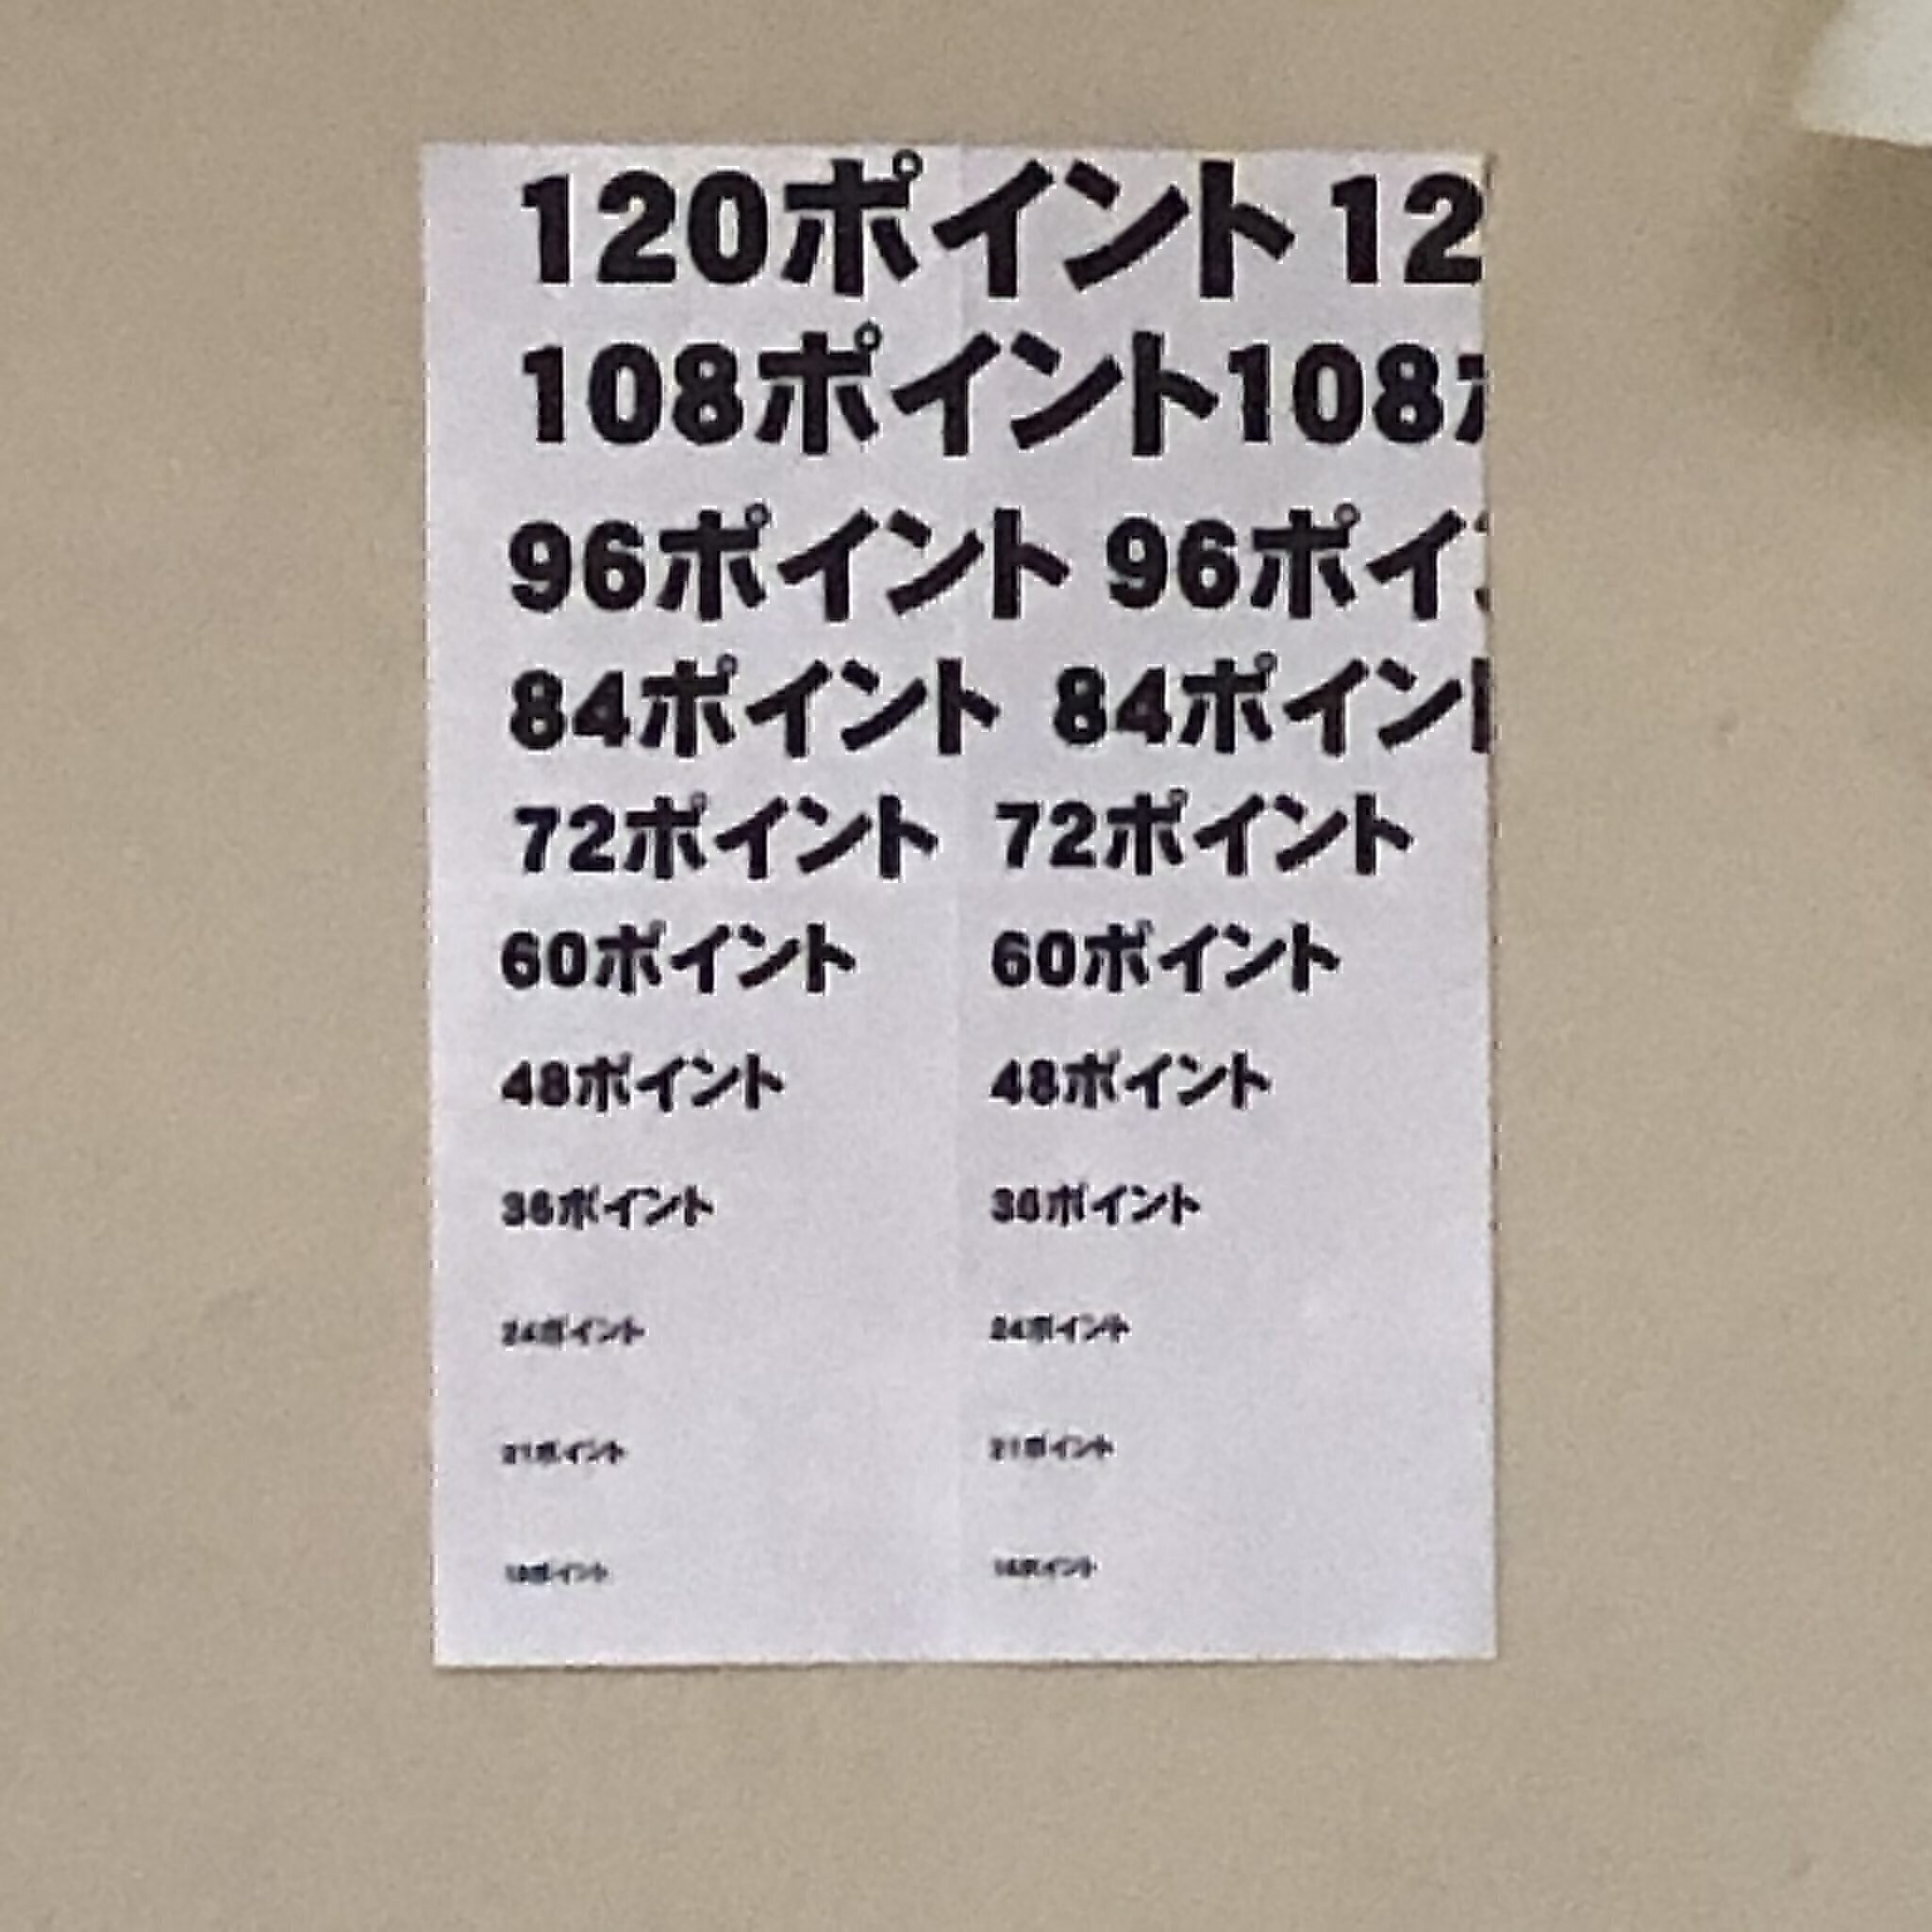 120ポイント 12
108ポイント108ポ
96ポイント 96ポイ
84ポイント 84ポイント
72ポイント 72ポイント
60ポイント 60ポイント
48ポイント 48ポイント
36ポイント 36ポイント
24ポイント 24ポイント
21ポイント 21ポイント
18ポイント 18ポイント